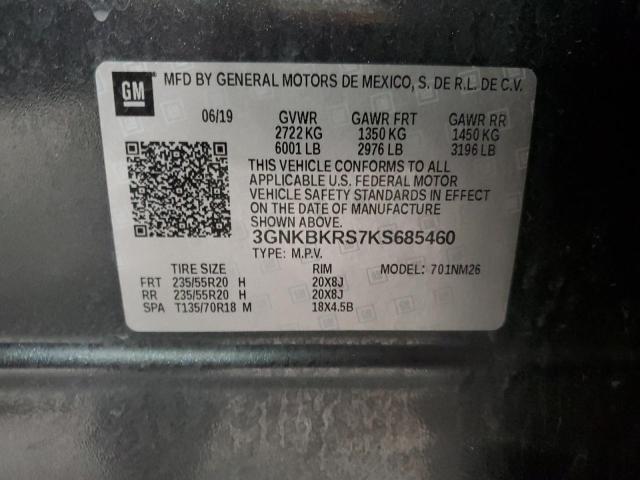 GM
MFD BY GENERAL MOTORS DE MEXICO, S. DE R.L. DE C.V.
06/19 GVWR GAWR FRT GAWR RR
2722 KG 1350 KG 1450 KG
6001 LB 2976 LB 3196 LB
THIS VEHICLE CONFORMS TO ALL
APPLICABLE U.S. FEDERAL MOTOR
VEHICLE SAFETY STANDARDS IN EFFECT
ON THE DATE OF MANUFACTURE
3GNKBKRS7KS685460
TYPE: M.P.V. MODEL: 701NM26
TIRE SIZE RIM
FRT 235/55R20 H 20X8J
RR 235/55R20 H 20X8J
SPA T135/70R18 M 18X4.5B